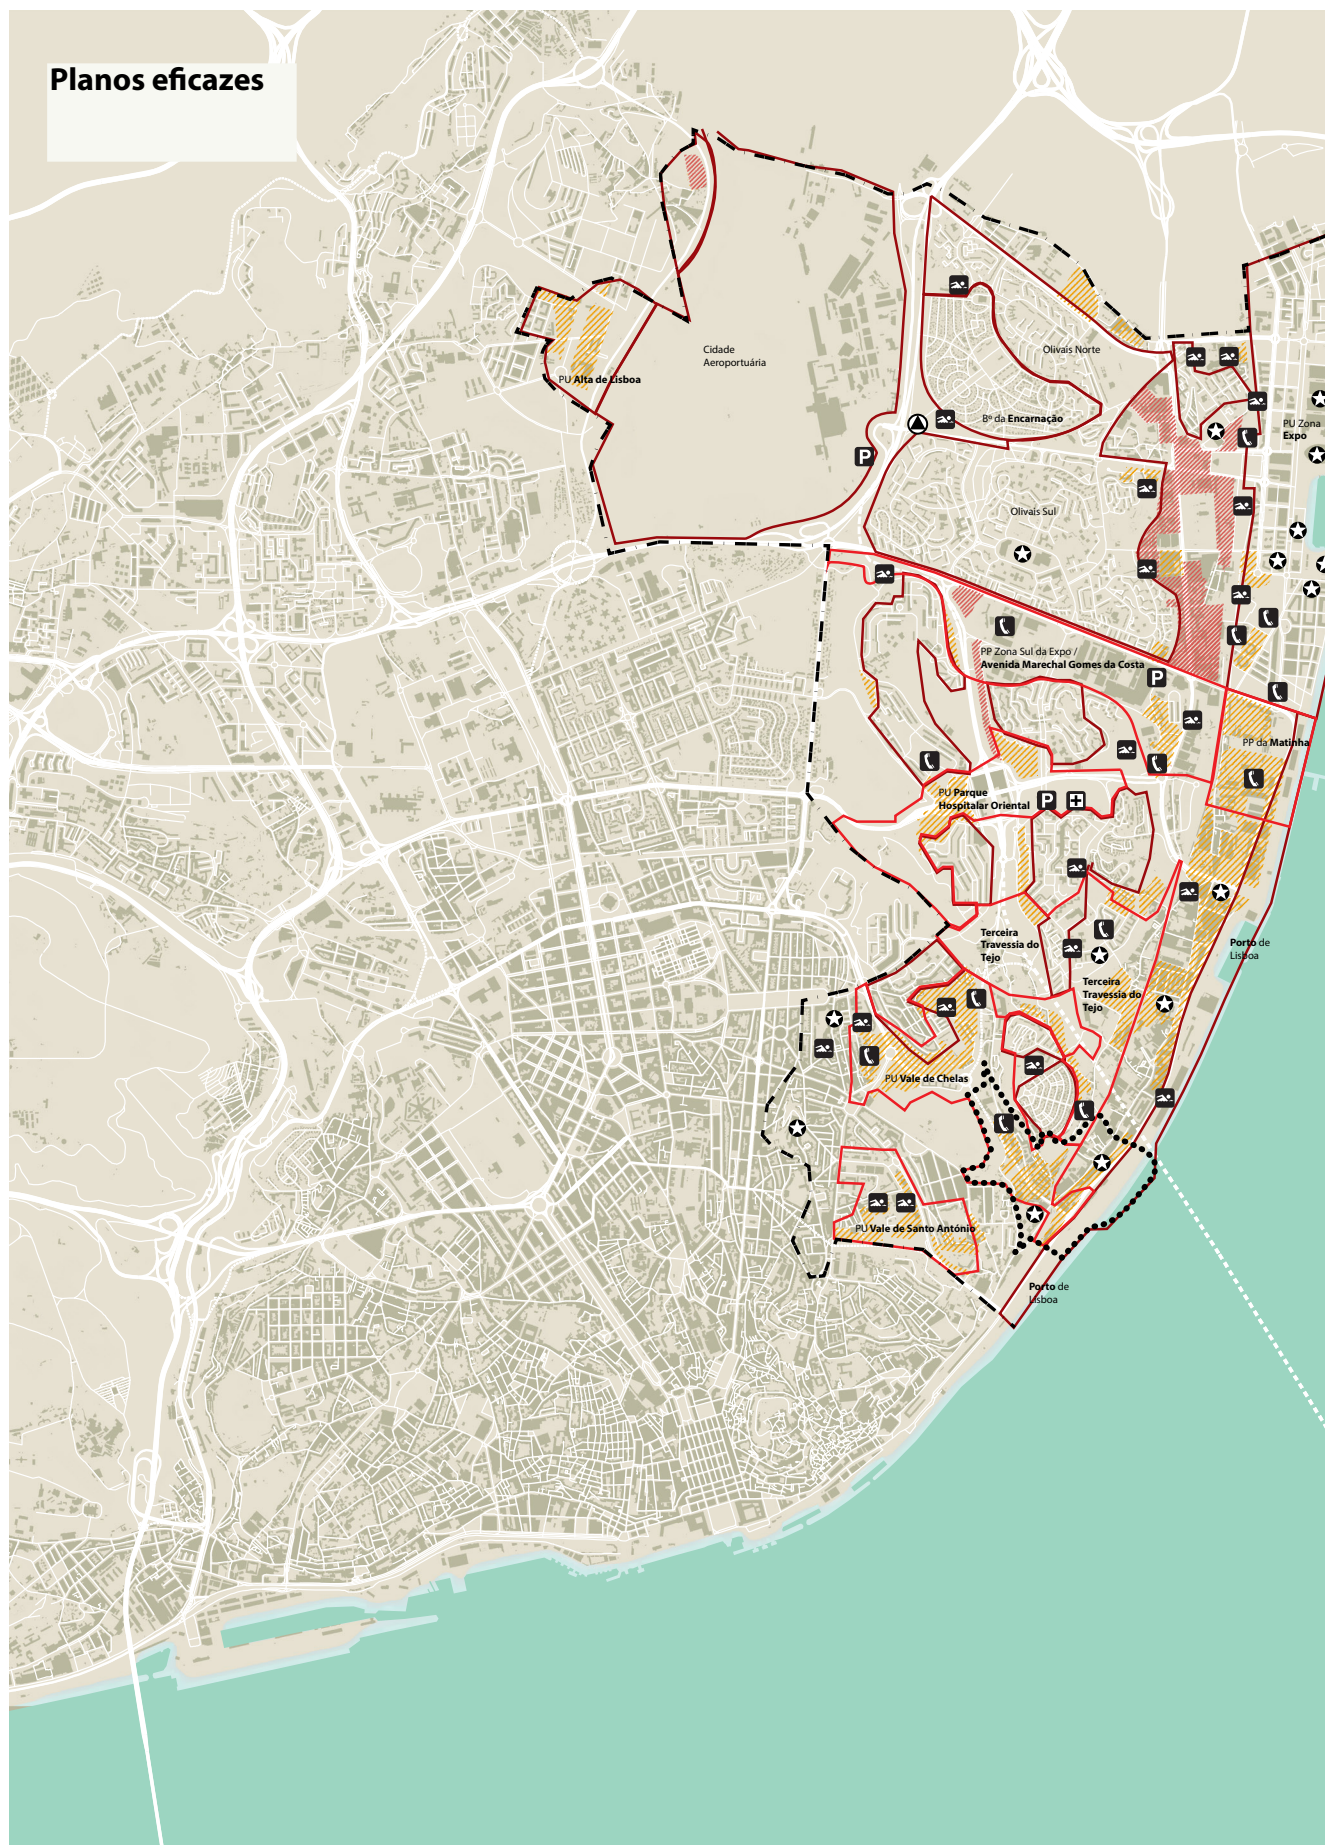 Planos eficazes
Cidade
Aeroportuária
PU Alta de Lisboa
Olivais Norte
Bº da Encarnação
PU Zona
Expo
P
Olivais Sul
PP Zona Sul da Expo /
Avenida Marechal Gomes da Costa
P
PP da Matinha
PU Parque
Hospitalar Oriental
P
Terceira
Travessia do
Tejo
Porto de
Lisboa
Terceira
Travessia do
Tejo
PU Vale de Chelas
PU Vale de Santo António
Porto de
Lisboa